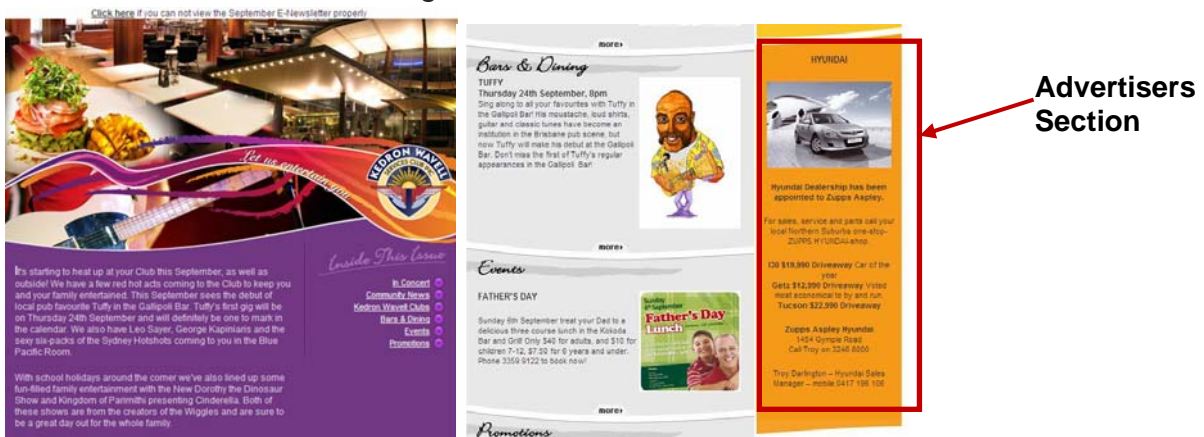 Click here if you can not view the September E-Newsletter properly
Let us entertain you
KEDRON WAVELL
SERVICES CLUB INC.
Inside This Issue
In Concert
Community News
Kedron Wavell Clubs
Bars & Dining
Events
Promotions
It's starting to heat up at your Club this September, as well as
outside! We have a few red hot acts coming to the Club to keep you
and your family entertained. This September sees the debut of
local pub favourite Tuffy in the Gallipoli Bar. Tuffy's first gig will be
on Thursday 24th September and will definitely be one to mark in
the calendar. We also have Leo Sayer, George Kapiniaris and the
sexy six-packs of the Sydney Hotshots coming to you in the Blue
Pacific Room.
With school holidays around the corner we've also lined up some
fun-filled family entertainment with the New Dorothy the Dinosaur
Show and Kingdom of Parimithi presenting Cinderella. Both of
these shows are from the creators of the Wiggles and are sure to
be a great day out for the whole family.
more
Bars & Dining
TUFFY
Thursday 24th September, 8pm
Sing along to all your favourites with Tuffy in
the Gallipoli Bar! His moustache, loud shirts,
guitar and classic tunes have become an
institution in the Brisbane pub scene, but
now Tuffy will make his debut at the Gallipoli
Bar. Don't miss the first of Tuffy's regular
appearances in the Gallipoli Bar!
more
Events
FATHER'S DAY
Sunday 6th September treat your Dad to a
delicious three course lunch in the Kokoda
Bar and Grill! Only $40 for adults, and $10 for
children 7-12, $7.50 for 6 years and under.
Phone 3359 9122 to book now!
Sunday
6th September
Father's Day
Lunch
more
Promotions
HYUNDAI
Hyundai Dealership has been
appointed to Zupps Aspley.
For sales, service and parts call your
local Northern Suburbs one-stop-
ZUPPS HYUNDAI-shop.
i30 $19,990 Driveaway Car of the
year
Getz $12,990 Driveaway Voted
most economical to by and run
Tucson $22,990 Driveaway
Zupps Aspley Hyundai
1454 Gympie Road
Call Troy on 3246 8000
Troy Darlington – Hyundai Sales
Manager – mobile 0417 196 106
Advertisers
Section